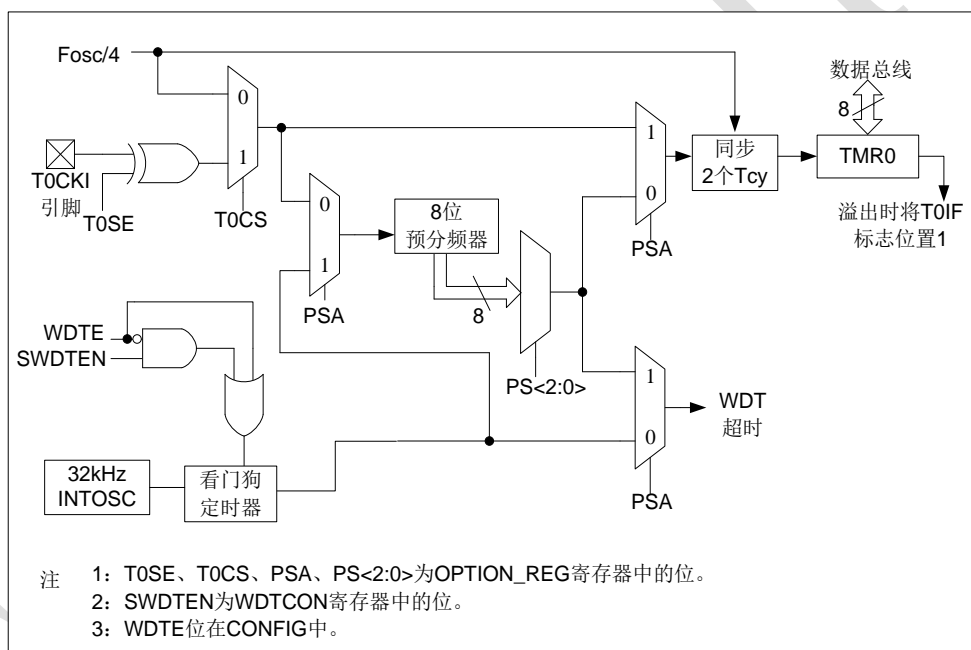 Fosc/4
数据总线
8
0
1
T0CKI
引脚
T0SE
T0CS
1
0
PSA
同步
2个Tcy
TMR0
溢出时将T0IF
标志位置1
0
1
PSA
8位
预分频器
8
PS<2:0>
WDTE
SWDTEN
1
0
PSA
WDT
超时
32kHz
INTOSC
看门狗
定时器
注 1：T0SE、T0CS、PSA、PS<2:0>为OPTION_REG寄存器中的位。
2：SWDTEN为WDTCON寄存器中的位。
3：WDTE位在CONFIG中。